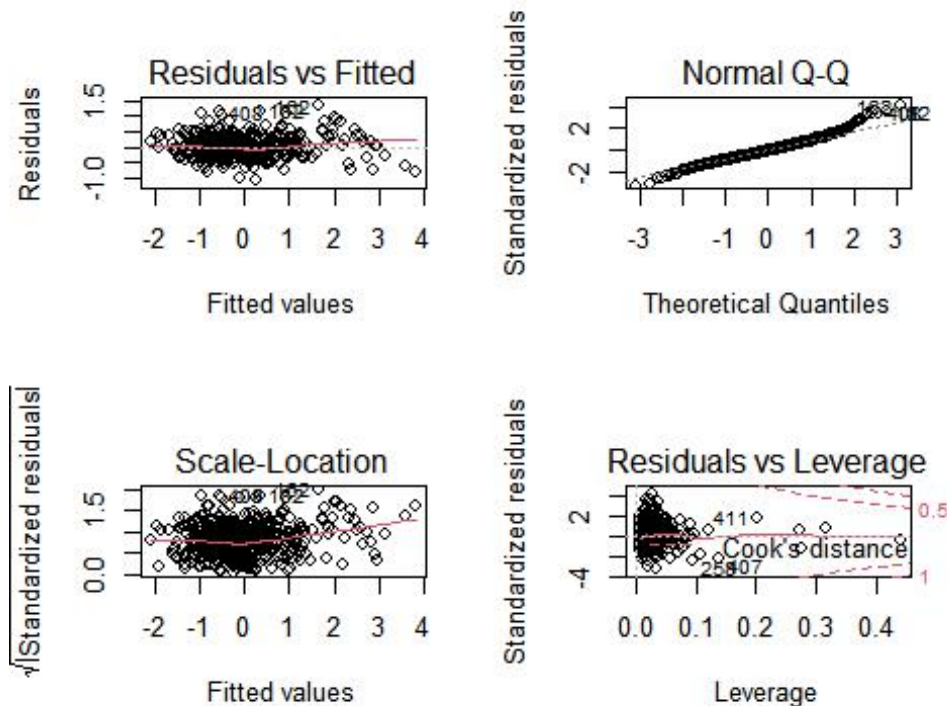 Residuals vs Fitted
Residuals
1.5
-1.0
408
-2 -1 0 1 2 3 4
Fitted values
Normal Q-Q
Standardized residuals
2
-2
-3 -2 -1 0 1 2 3
Theoretical Quantiles
Scale-Location
√|Standardized residuals|
1.5
0.0
-2 -1 0 1 2 3 4
Fitted values
Residuals vs Leverage
Standardized residuals
2
-4
411
Cook's distance
407
0.5
1
0.0 0.1 0.2 0.3 0.4
Leverage